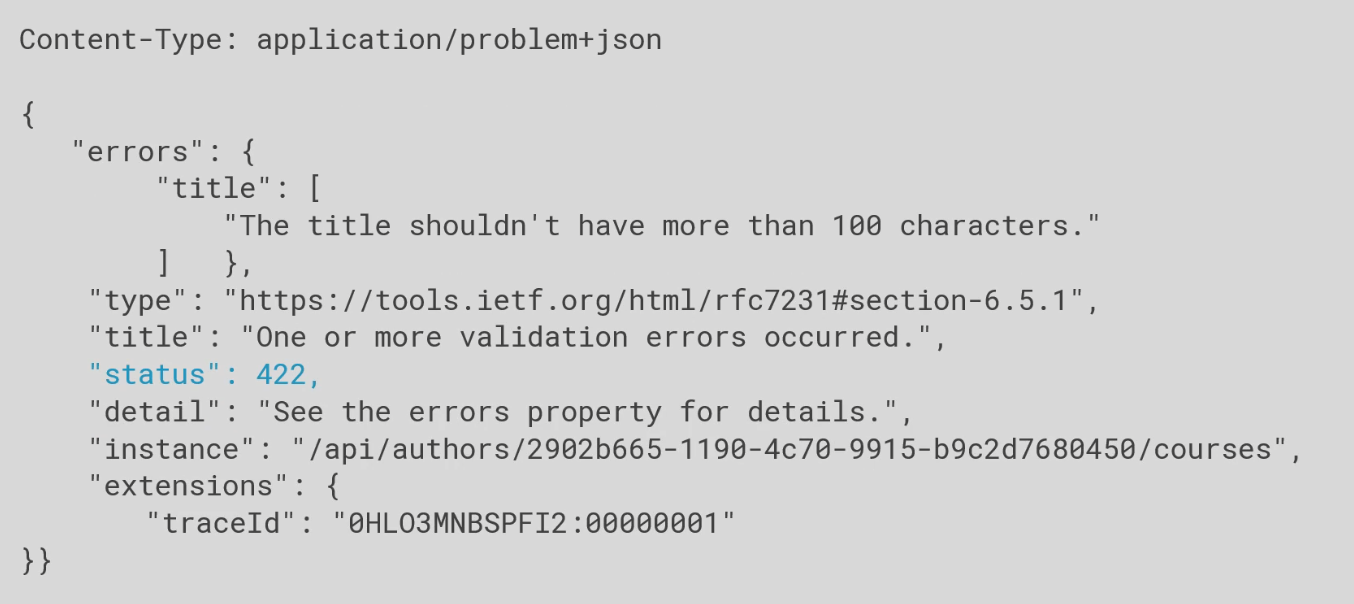 Content-Type: application/problem+json
{
"errors": {
"title": [
"The title shouldn't have more than 100 characters."
] },
"type": "https://tools.ietf.org/html/rfc7231#section-6.5.1",
"title": "One or more validation errors occurred.",
"status": 422,
"detail": "See the errors property for details.",
"instance": "/api/authors/2902b665-1190-4c70-9915-b9c2d7680450/courses",
"extensions": {
"traceId": "0HLO3MNBSPFI2:00000001"
}}